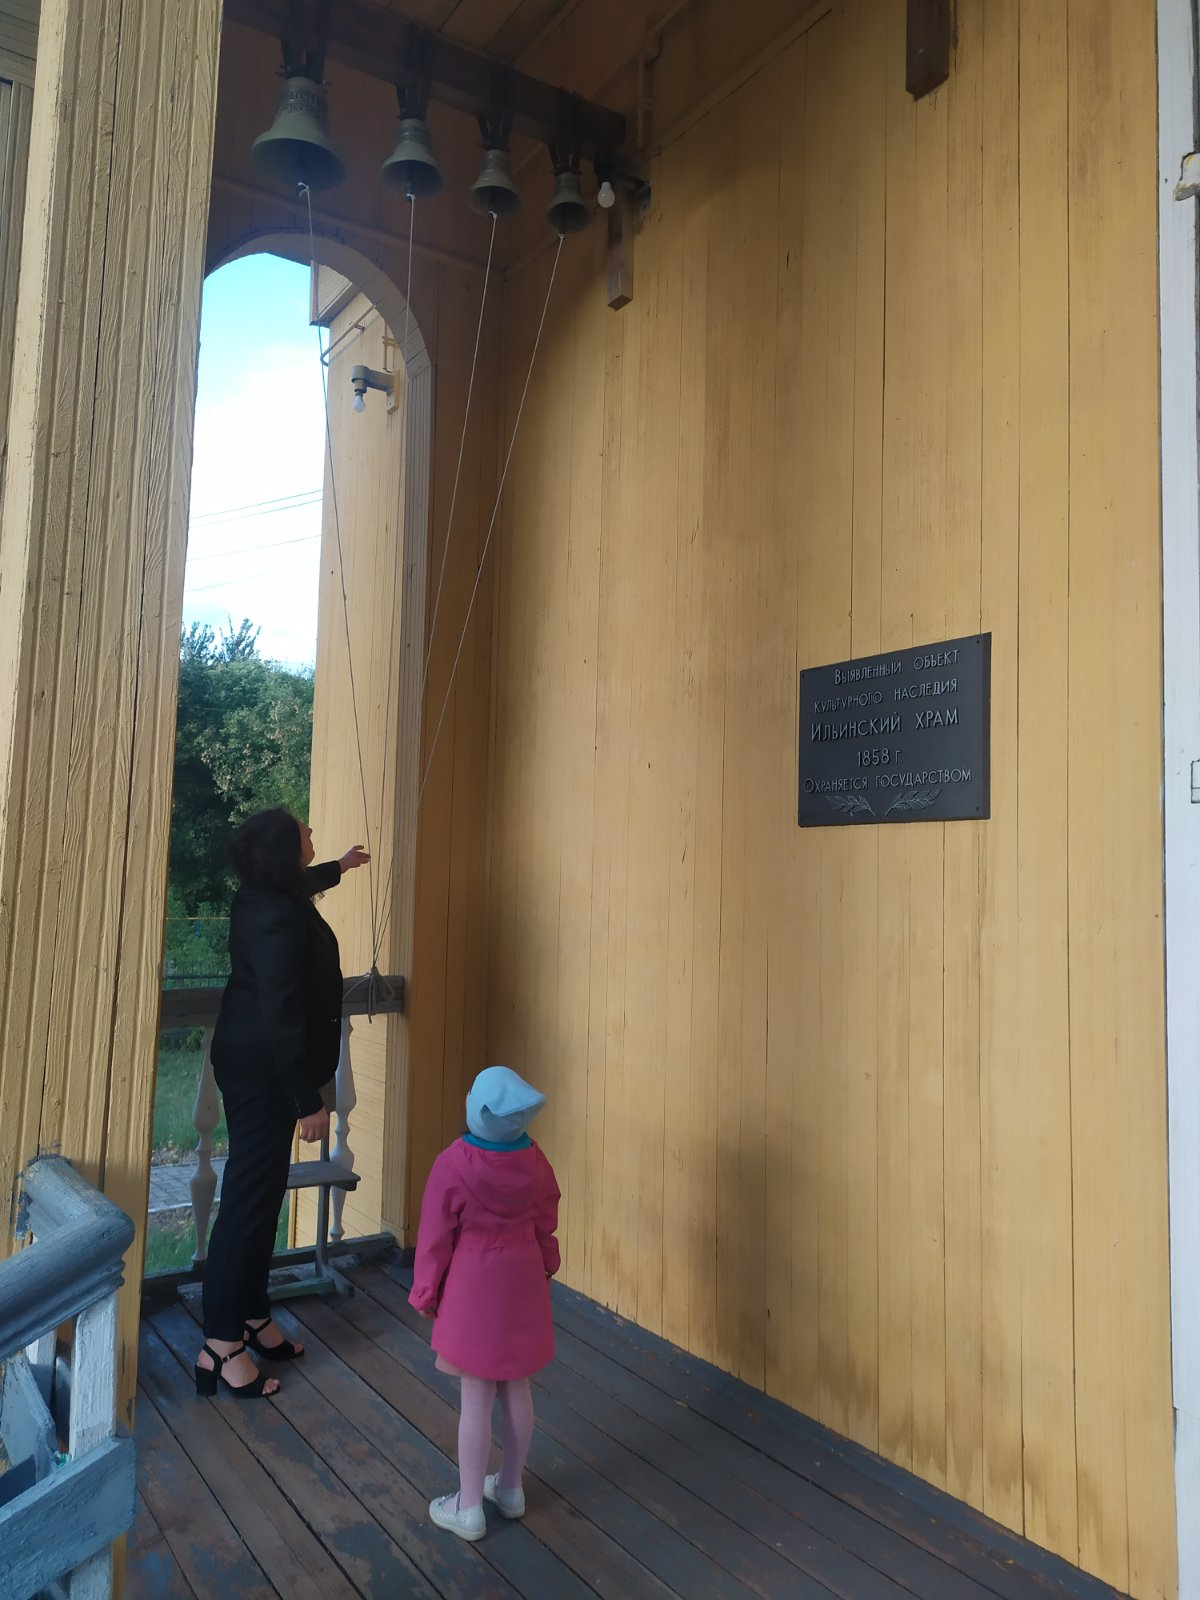 Выявленный объект
культурного наследия
Ильинский храм
1858 г
Охраняется государством